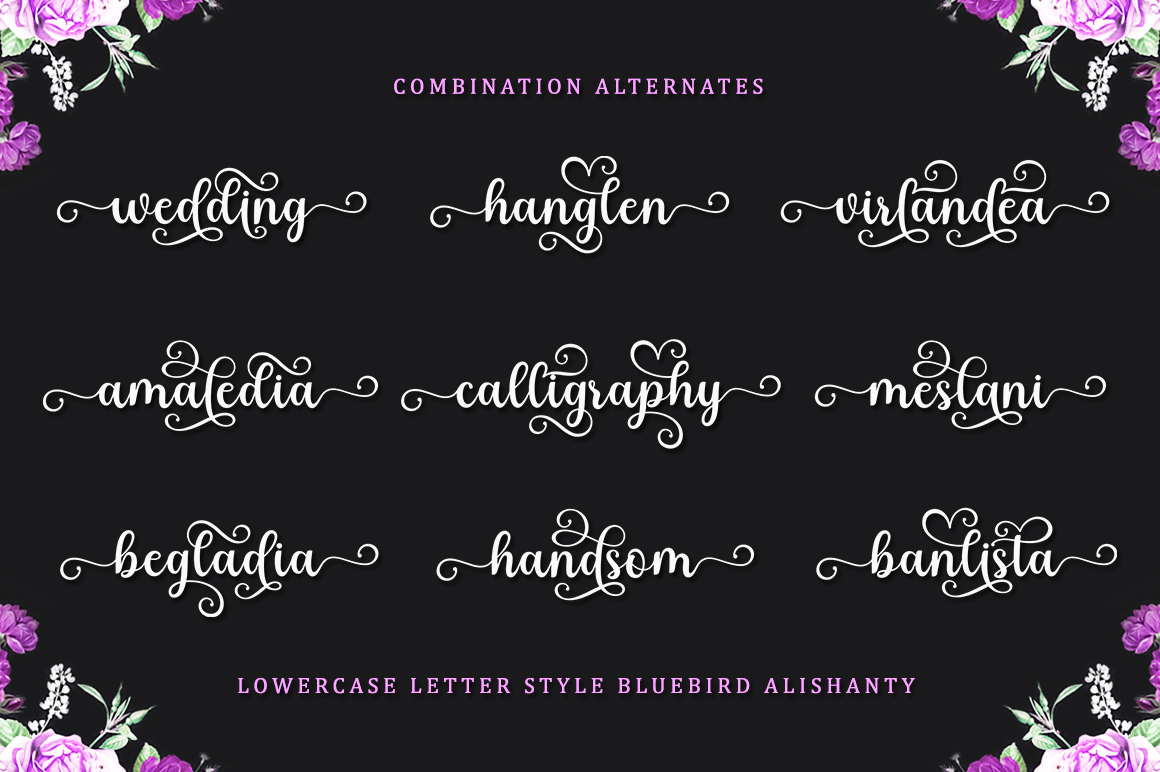 COMBINATION ALTERNATES
wedding hanglen virlandea
amaledia calligraphy meslani
begladia handsom banlista
LOWERCASE LETTER STYLE BLUEBIRD ALISHANTY